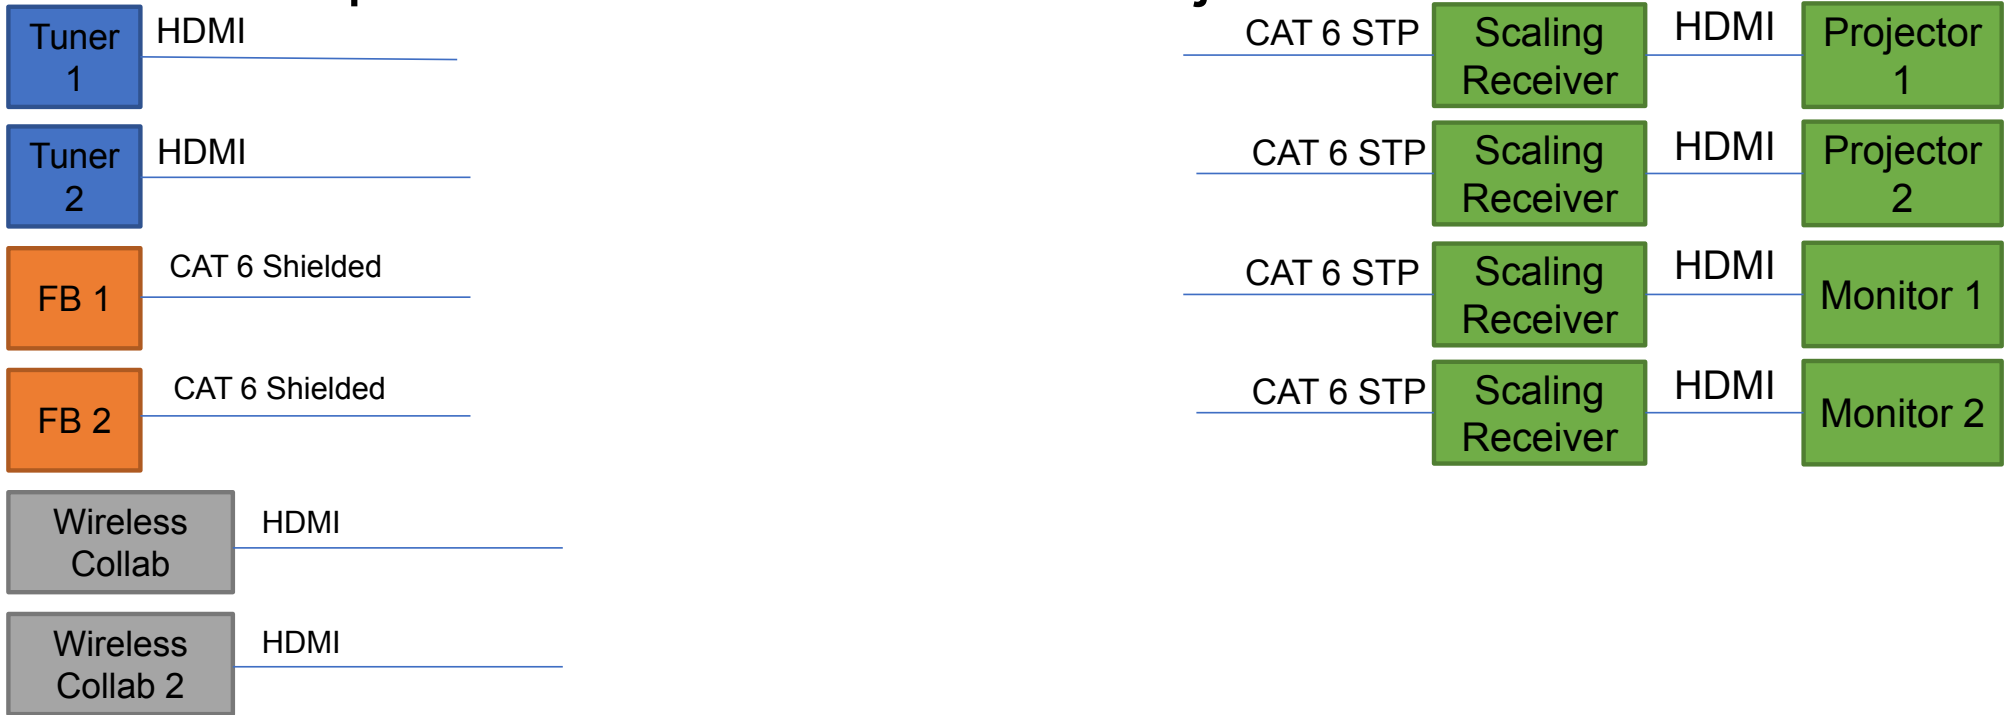 Tuner
1
HDMI
Tuner
2
HDMI
FB 1
CAT 6 Shielded
FB 2
CAT 6 Shielded
Wireless
Collab
HDMI
Wireless
Collab 2
HDMI
CAT 6 STP
Scaling
Receiver
HDMI
Projector
1
CAT 6 STP
Scaling
Receiver
HDMI
Projector
2
CAT 6 STP
Scaling
Receiver
HDMI
Monitor 1
CAT 6 STP
Scaling
Receiver
HDMI
Monitor 2